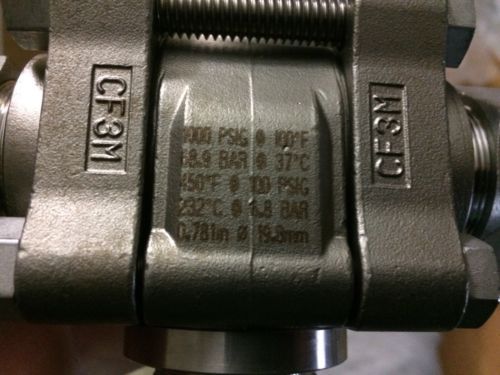 CF3M
1000 PSIG @ 100°F
68.9 BAR @ 37°C
450°F @ 100 PSIG
232°C @ 6.8 BAR
0.781in Ø 19.8mm
CF3M